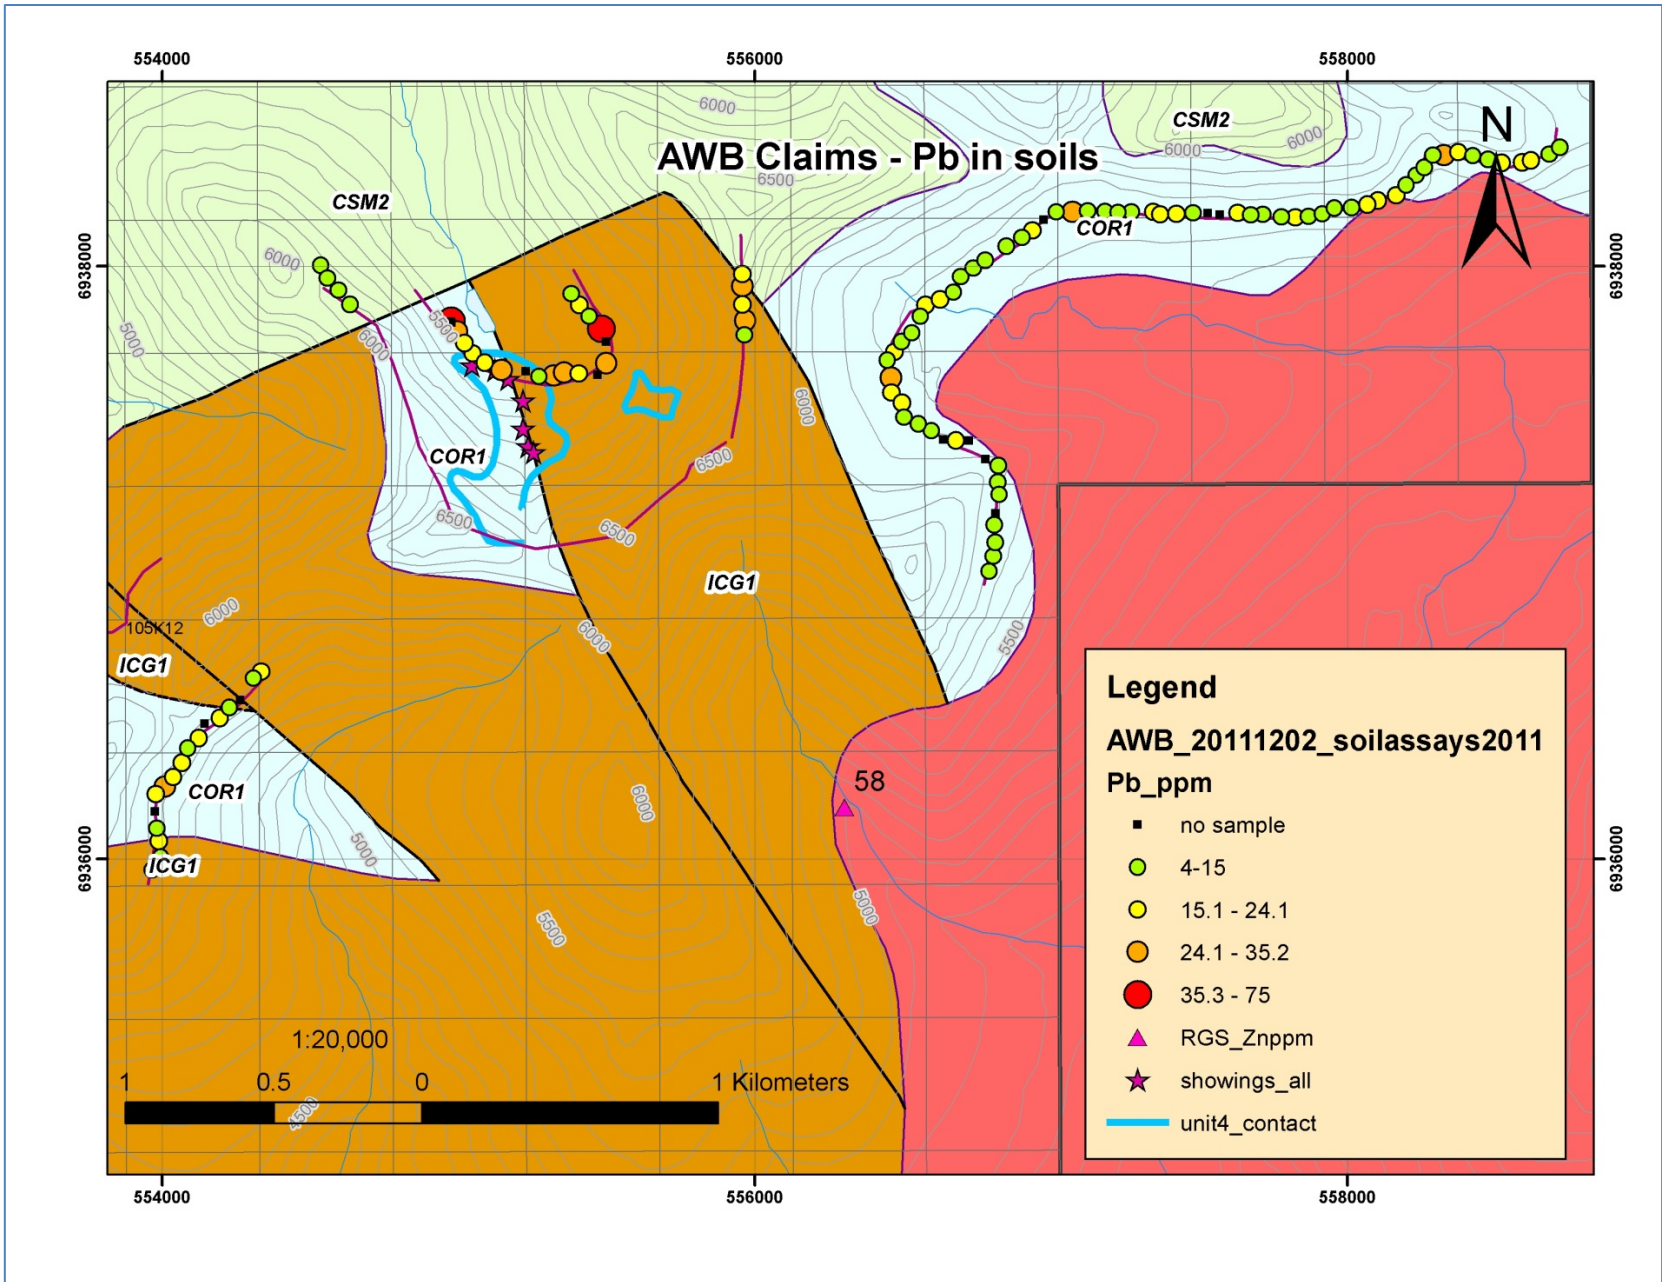 554000
556000
558000
6000
CSM2
N
6000
6000
AWB Claims - Pb in soils
6500
CSM2
COR1
6000
6938000
6938000
5500
5000
6000
6000
COR1
6500
6500
6500
ICG1
6000
105K12
6000
5500
ICG1
Legend
AWB_20111202_soilassays2011
Pb_ppm
58
COR1
6000
no sample
5000
6936000
6936000
ICG1
4-15
5000
15.1 - 24.1
5500
24.1 - 35.2
35.3 - 75
1:20,000
RGS_Znppm
1
0.5
0
1 Kilometers
showings_all
4500
unit4_contact
554000
556000
558000